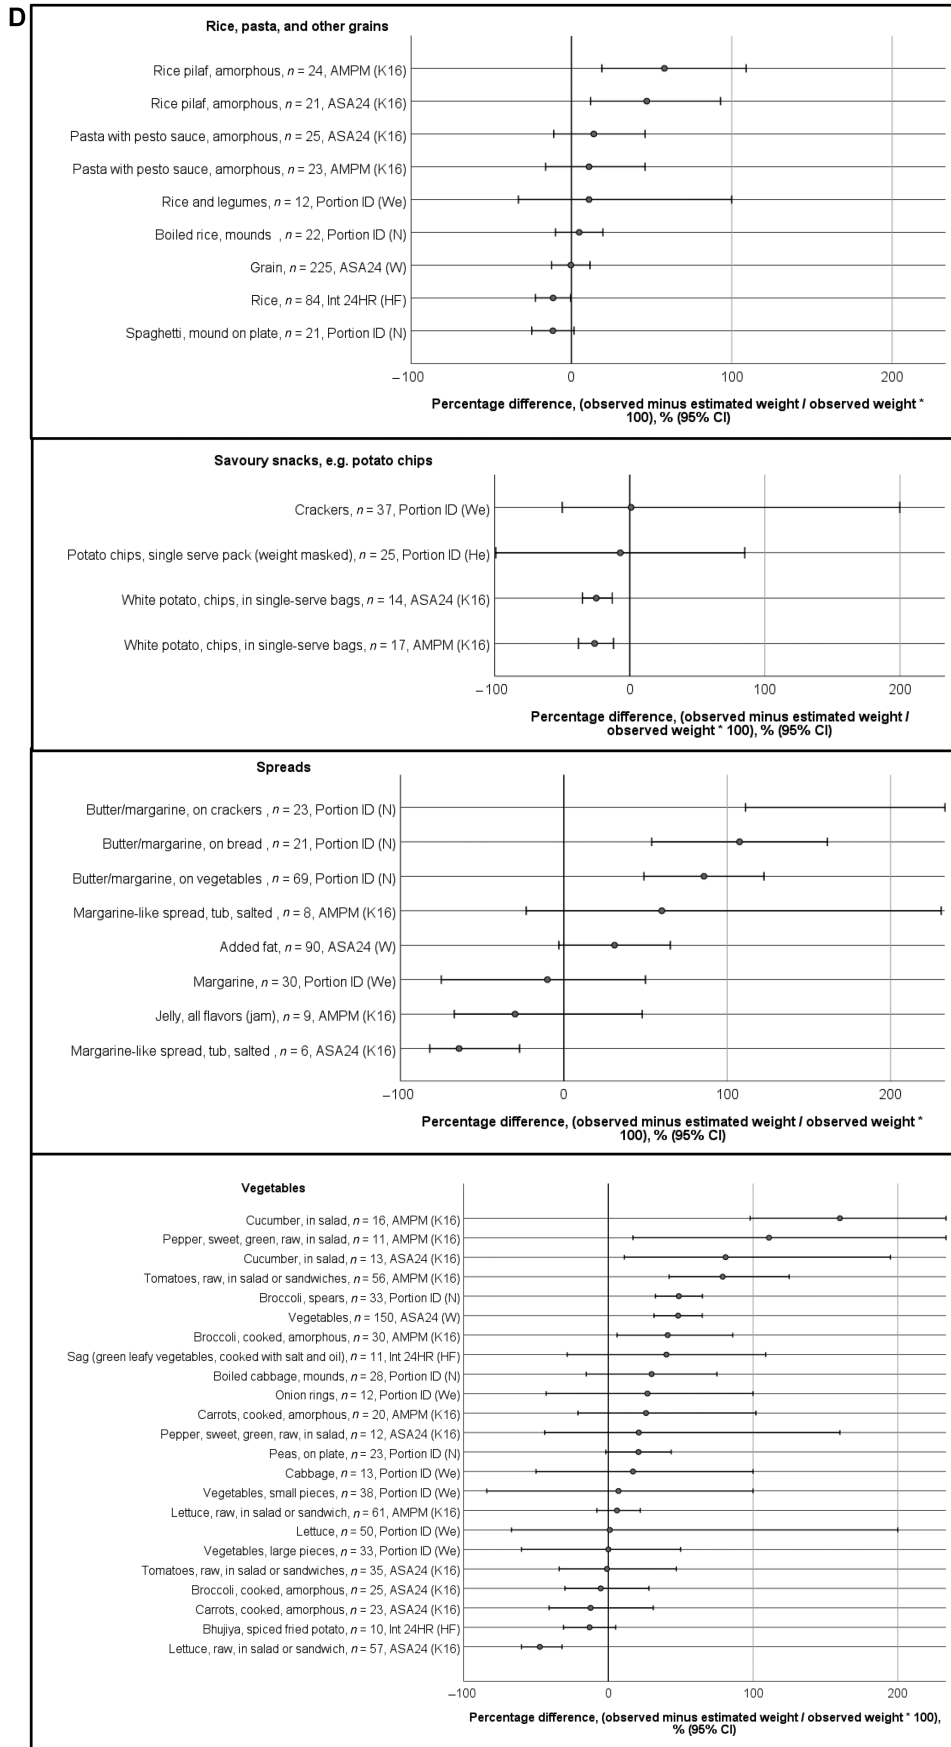 D
Rice, pasta, and other grains
Rice pilaf, amorphous, n = 24, AMPM (K16)
Rice pilaf, amorphous, n = 21, ASA24 (K16)
Pasta with pesto sauce, amorphous, n = 25, ASA24 (K16)
Pasta with pesto sauce, amorphous, n = 23, AMPM (K16)
Rice and legumes, n = 12, Portion ID (We)
Boiled rice, mounds , n = 22, Portion ID (N)
Grain, n = 225, ASA24 (W)
Rice, n = 84, Int 24HR (HF)
Spaghetti, mound on plate, n = 21, Portion ID (N)
–100 0 100 200
Percentage difference, (observed minus estimated weight / observed weight *
100), % (95% CI)
Savoury snacks, e.g. potato chips
Crackers, n = 37, Portion ID (We)
Potato chips, single serve pack (weight masked), n = 25, Portion ID (He)
White potato, chips, in single-serve bags, n = 14, ASA24 (K16)
White potato, chips, in single-serve bags, n = 17, AMPM (K16)
–100 0 100 200
Percentage difference, (observed minus estimated weight /
observed weight * 100), % (95% CI)
Spreads
Butter/margarine, on crackers , n = 23, Portion ID (N)
Butter/margarine, on bread , n = 21, Portion ID (N)
Butter/margarine, on vegetables , n = 69, Portion ID (N)
Margarine-like spread, tub, salted , n = 8, AMPM (K16)
Added fat, n = 90, ASA24 (W)
Margarine, n = 30, Portion ID (We)
Jelly, all flavors (jam), n = 9, AMPM (K16)
Margarine-like spread, tub, salted , n = 6, ASA24 (K16)
–100 0 100 200
Percentage difference, (observed minus estimated weight / observed weight *
100), % (95% CI)
Vegetables
Cucumber, in salad, n = 16, AMPM (K16)
Pepper, sweet, green, raw, in salad, n = 11, AMPM (K16)
Cucumber, in salad, n = 13, ASA24 (K16)
Tomatoes, raw, in salad or sandwiches, n = 56, AMPM (K16)
Broccoli, spears, n = 33, Portion ID (N)
Vegetables, n = 150, ASA24 (W)
Broccoli, cooked, amorphous, n = 30, AMPM (K16)
Sag (green leafy vegetables, cooked with salt and oil), n = 11, Int 24HR (HF)
Boiled cabbage, mounds, n = 28, Portion ID (N)
Onion rings, n = 12, Portion ID (We)
Carrots, cooked, amorphous, n = 20, AMPM (K16)
Pepper, sweet, green, raw, in salad, n = 12, ASA24 (K16)
Peas, on plate, n = 23, Portion ID (N)
Cabbage, n = 13, Portion ID (We)
Vegetables, small pieces, n = 38, Portion ID (We)
Lettuce, raw, in salad or sandwich, n = 61, AMPM (K16)
Lettuce, n = 50, Portion ID (We)
Vegetables, large pieces, n = 33, Portion ID (We)
Tomatoes, raw, in salad or sandwiches, n = 35, ASA24 (K16)
Broccoli, cooked, amorphous, n = 25, ASA24 (K16)
Carrots, cooked, amorphous, n = 23, ASA24 (K16)
Bhujiya, spiced fried potato, n = 10, Int 24HR (HF)
Lettuce, raw, in salad or sandwich, n = 57, ASA24 (K16)
–100 0 100 200
Percentage difference, (observed minus estimated weight / observed weight * 100),
% (95% CI)